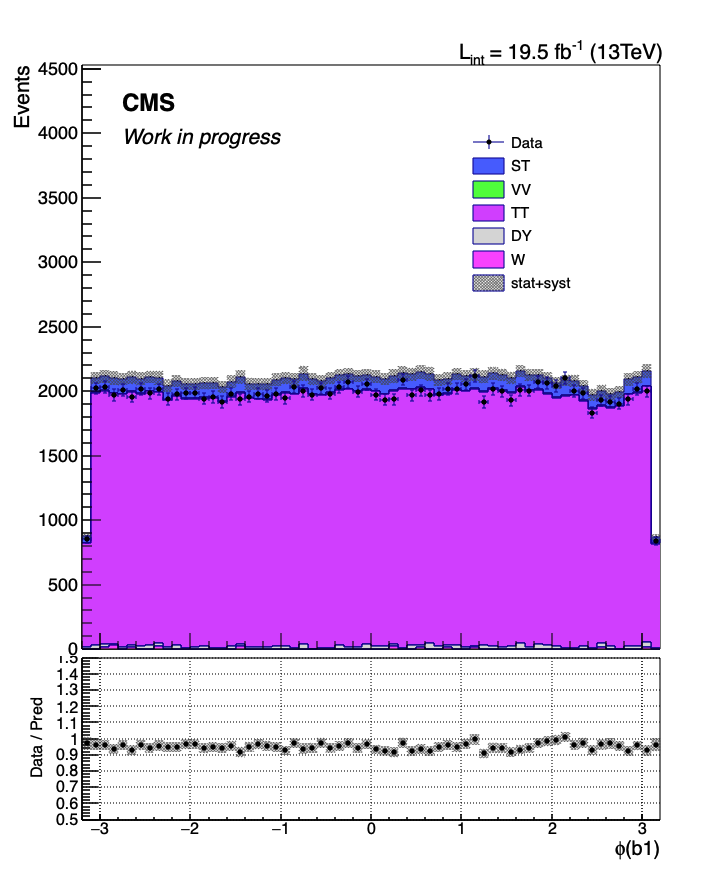 L_int = 19.5 fb^-1 (13TeV)
Events
4500
CMS
4000
Work in progress
Data
ST
3500
VV
TT
DY
3000
W
stat+syst
2500
2000
1500
1000
500
0
1.5
1.4
1.3
1.2
1.1
1
0.9
0.8
0.7
0.6
0.5
Data / Pred
−3 −2 −1 0 1 2 3
ϕ(b1)